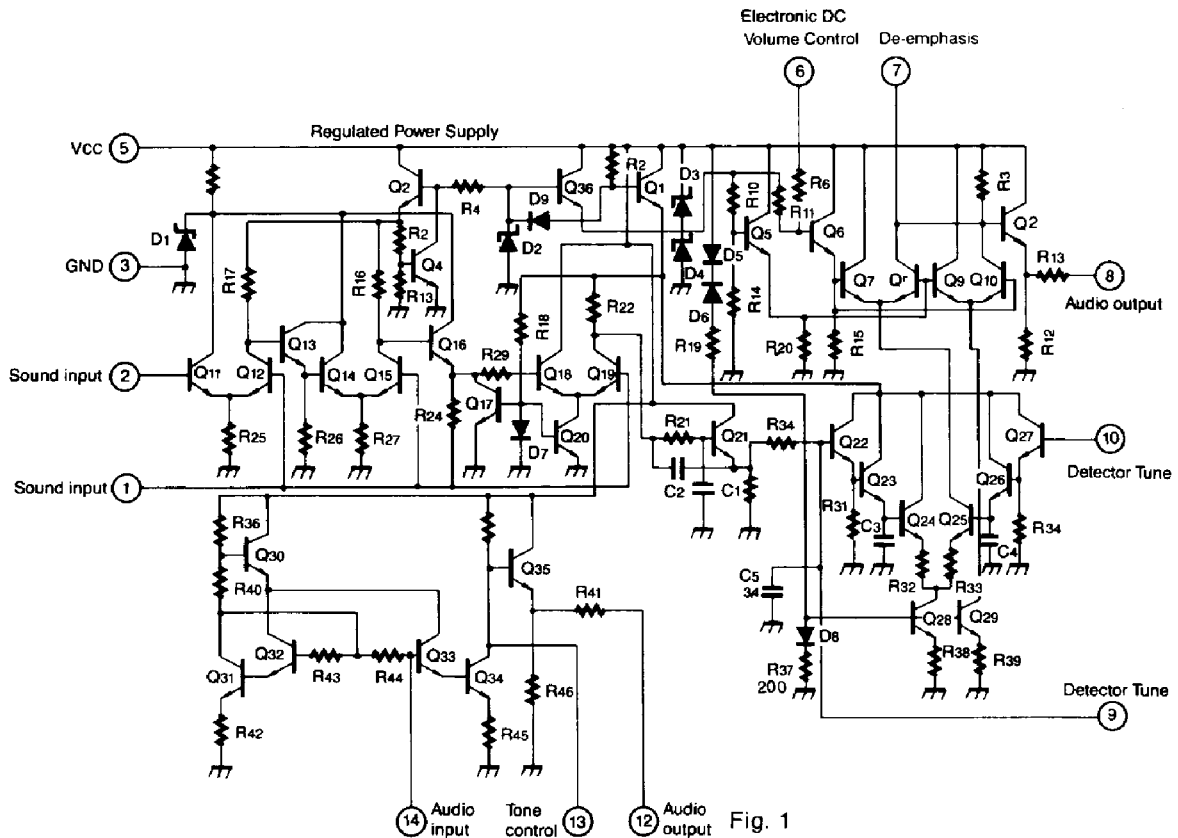 Electronic DC
Volume Control
De-emphasis
6
7
Regulated Power Supply
Vcc 5
GND 3
Sound input 2
Sound input 1
D1
R17
R16
Q2
R2
Q4
R13
R4
D9
D2
Q36
R2
Q1
D3
D4
D5
D6
R19
R10
Q5
R14
R11
R6
Q6
R20
R15
Q7
Qr
Q9
Q10
R3
Q2
R13
8
Audio output
R12
Q11
Q12
Q13
Q14
Q15
Q16
R25
R26
R27
R24
R29
Q17
R18
D7
Q18
Q19
Q20
R22
R21
Q21
C2
C1
R34
Q22
Q23
R31
C3
Q24
Q25
Q26
Q27
C4
R34
R32
R33
10
Detector Tune
C5
34
D8
R37
200
Q28
Q29
R38
R39
Detector Tune
9
R36
Q30
R40
Q32
Q31
R42
R43
R44
Q33
Q34
R45
Q35
R41
R46
14 Audio
input
Tone
control 13
12 Audio
output
Fig. 1